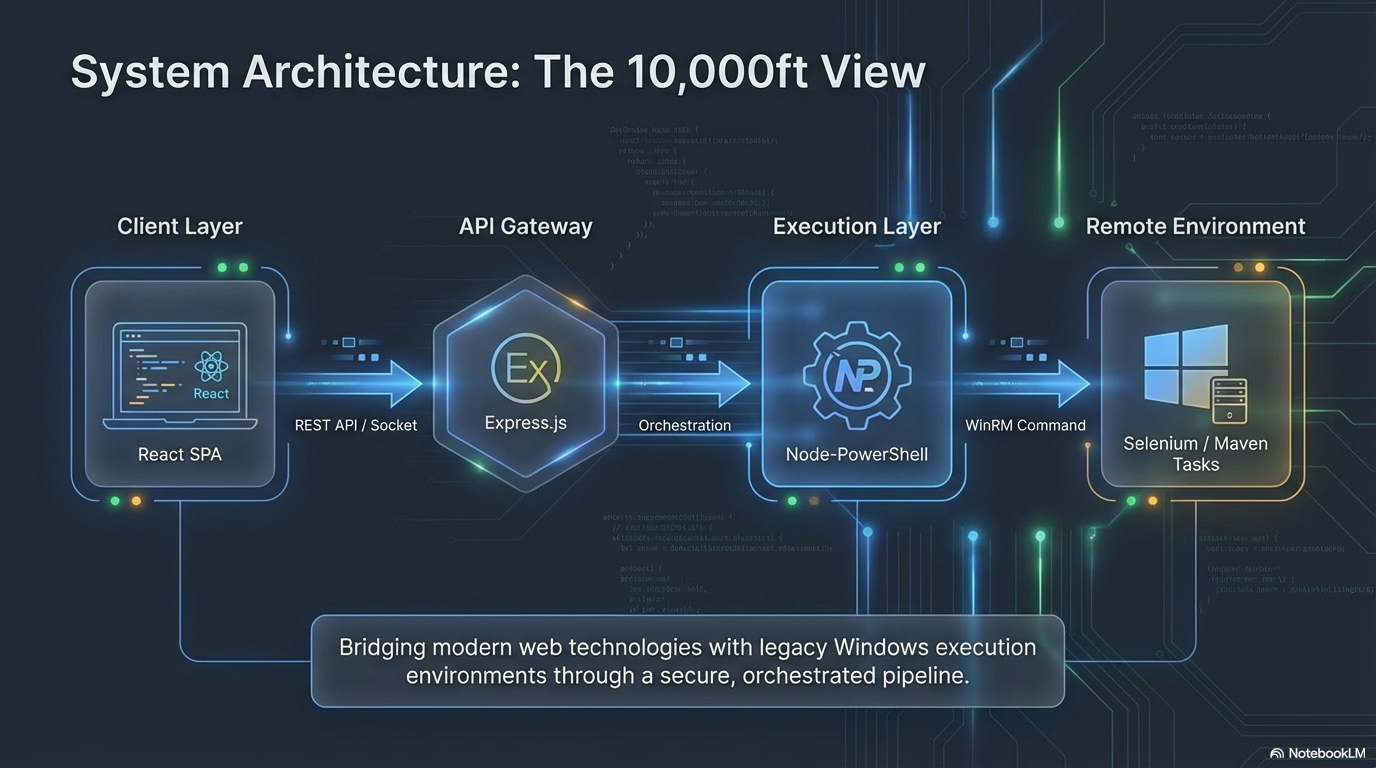 System Architecture: The 10,000ft View
Client Layer
API Gateway
Execution Layer
Remote Environment
React
React SPA
REST API / Socket
Ex
Express.js
Orchestration
NP
Node-PowerShell
WinRM Command
Selenium / Maven
Tasks
Bridging modern web technologies with legacy Windows execution
environments through a secure, orchestrated pipeline.
NotebookLM